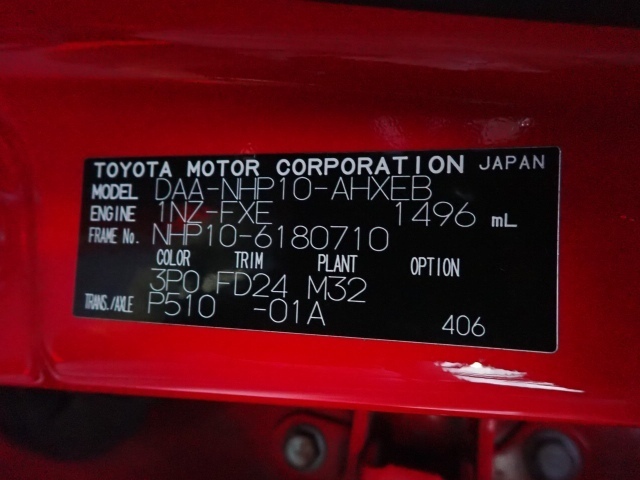 TOYOTA MOTOR CORPORATION JAPAN
MODEL DAA-NHP10-AHXEB
ENGINE 1NZ-FXE 1496 mL
FRAME No. NHP10-6180710
COLOR TRIM PLANT OPTION
3P0 FD24 M32
TRANS./AXLE P510 -01A
406